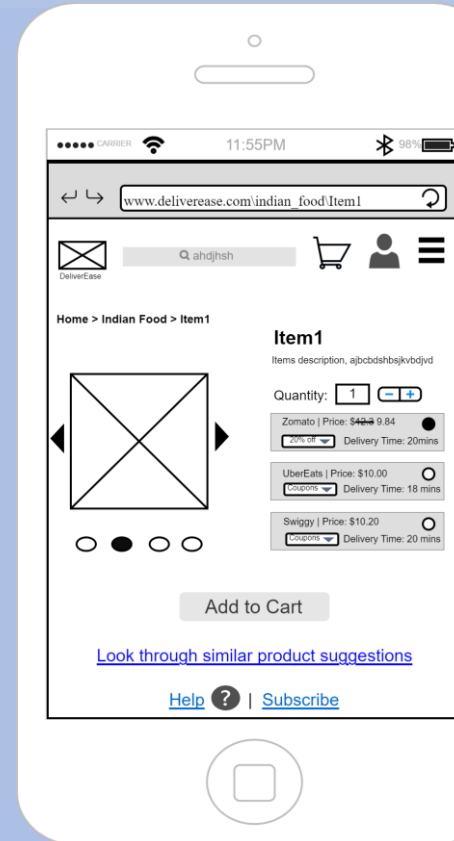 CARRIER 11:55PM 98%
www.deliverease.com\indian_food\Item1
ahdjhsh
DeliverEase
Home > Indian Food > Item1
Item1
Items description, ajbcbdshbsjkvbdjvd
Quantity: 1 - +
Zomato | Price: $42.3 9.84
20% off Delivery Time: 20mins
UberEats | Price: $10.00
Coupons Delivery Time: 18 mins
Swiggy | Price: $10.20
Coupons Delivery Time: 20 mins
Add to Cart
Look through similar product suggestions
Help ? | Subscribe